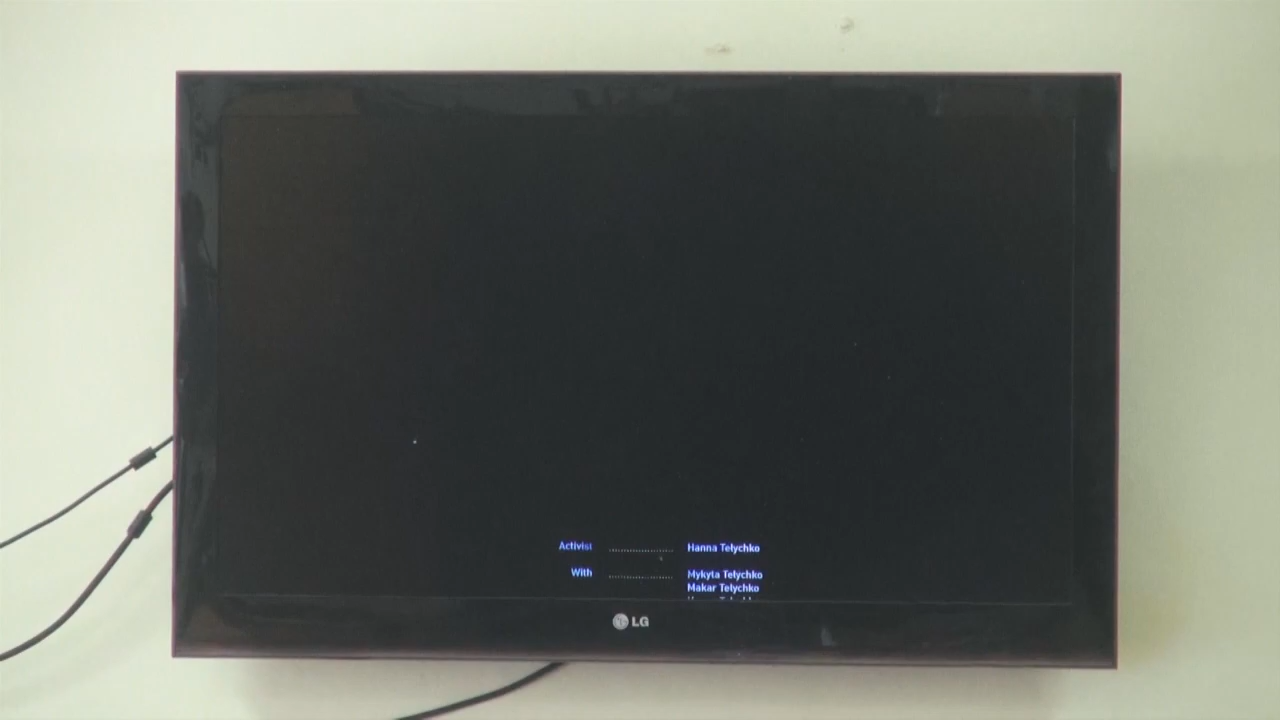 Activist ........................ Hanna Telychko
With ........................ Mykyta Telychko
Makar Telychko
LG